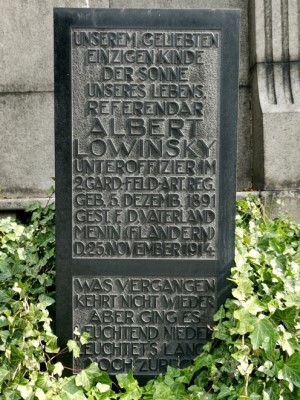 UNSEREM GELIEBTEN
EINZIGEN KINDE
DER SONNE
UNSERES LEBENS,
REFERENDAR
ALBERT
LOWINSKY
UNTEROFFIZIER IM
2.GARD.FELD-ART.REG.
GEB. 5. DEZEMB. 1891
GEST. F. D. VATERLAND
MENIN (FLANDERN)
D.25.NOVEMBER 1914.
WAS VERGANGEN
KEHRT NICHT WIEDER
ABER GING ES
LEUCHTEND NIEDER
LEUCHTET'S LANG
NOCH ZURÜCK